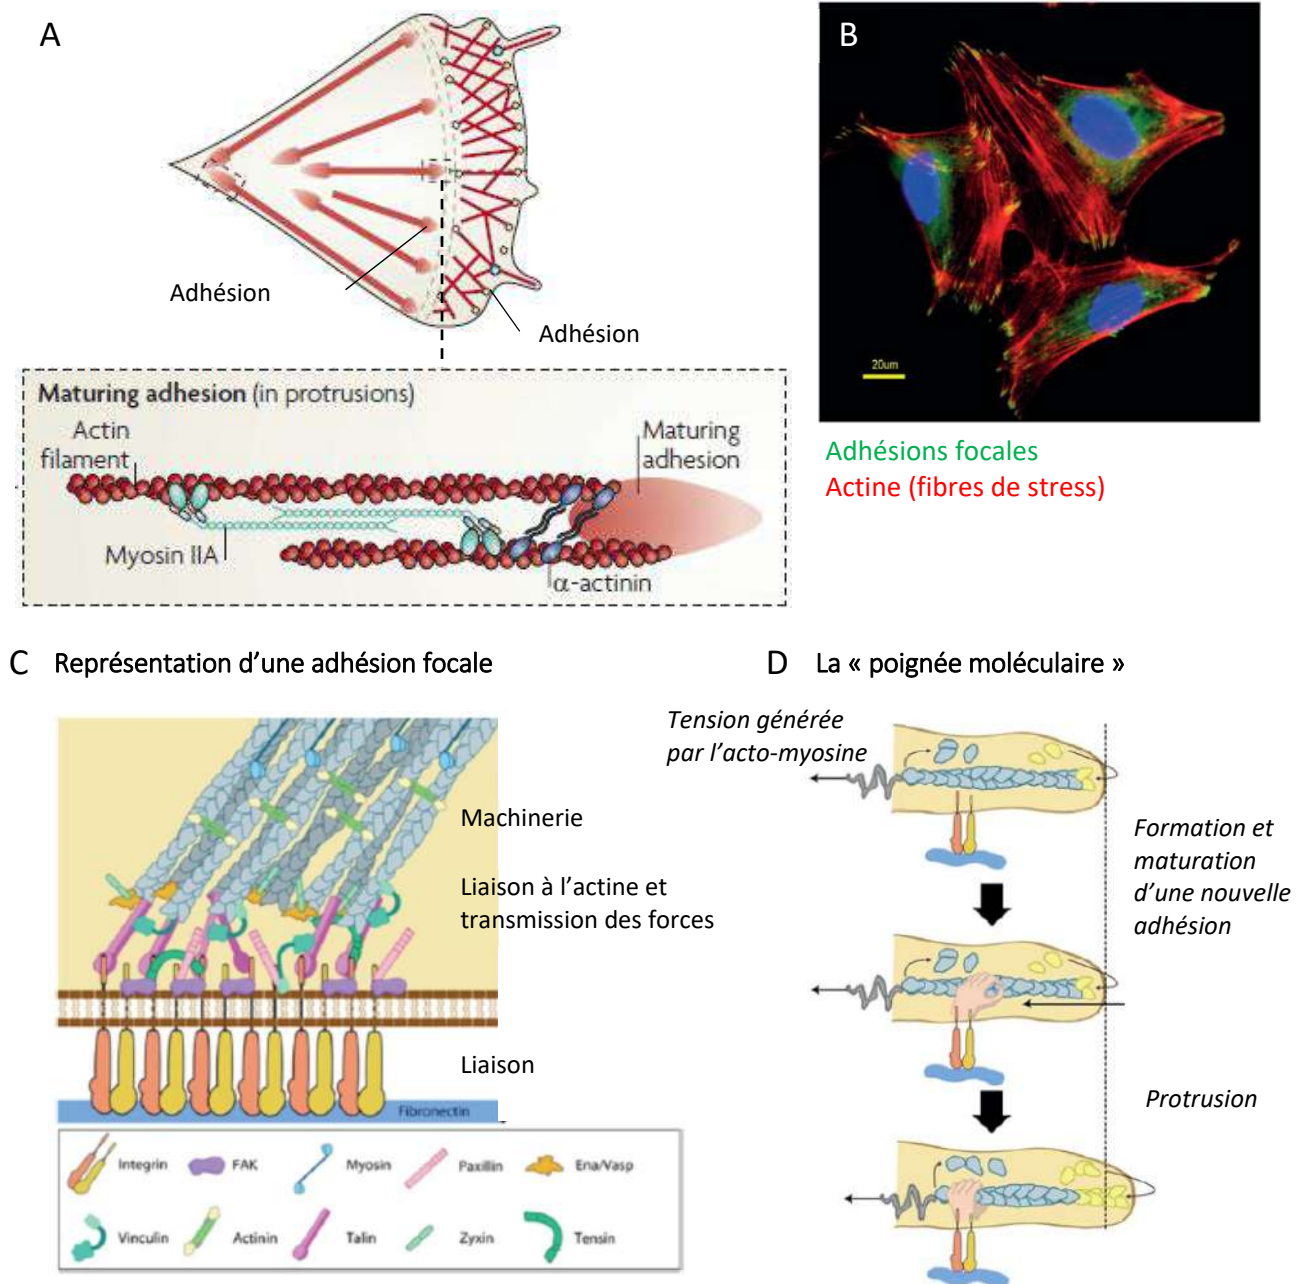 A
B
Adhésion
Adhésion
Maturing adhesion (in protrusions)
Actin
filament
Maturing
adhesion
Myosin IIA
α-actinin
20um
Adhésions focales
Actine (fibres de stress)
C Représentation d’une adhésion focale
Machinerie
Liaison à l’actine et
transmission des forces
Liaison
Fibronectin
Integrin
FAK
Myosin
Paxillin
Ena/Vasp
Vinculin
Actinin
Talin
Zyxin
Tensin
D La « poignée moléculaire »
Tension générée
par l’acto-myosine
Formation et
maturation
d’une nouvelle
adhésion
Protrusion